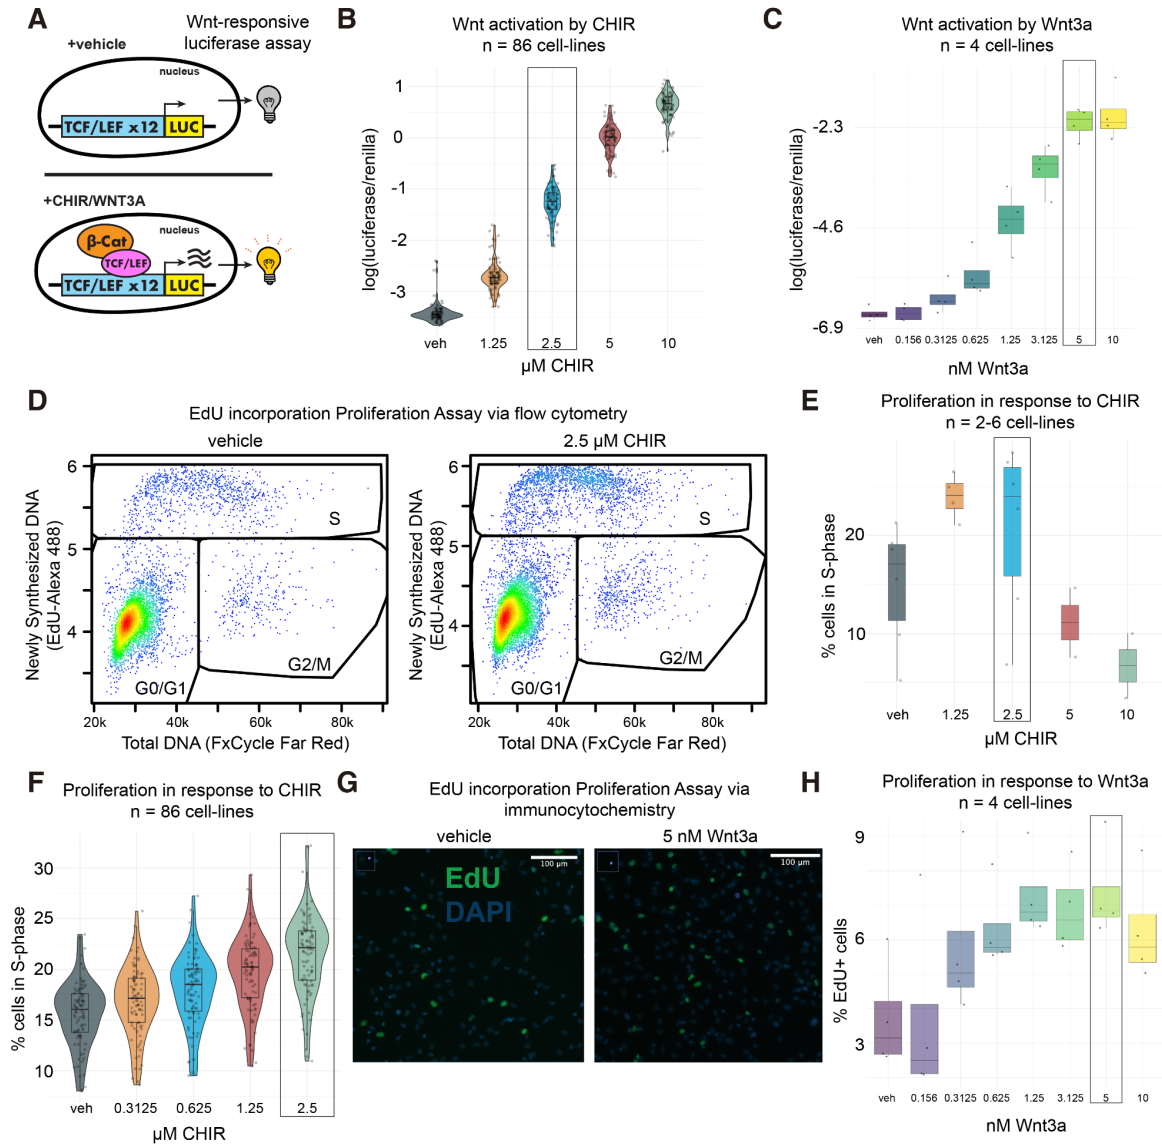 A
Wnt-responsive
luciferase assay
+vehicle
nucleus
TCF/LEF x12
LUC
+CHIR/WNT3A
nucleus
β-Cat
TCF/LEF
TCF/LEF x12
LUC
B
Wnt activation by CHIR
n = 86 cell-lines
log(luciferase/renilla)
1
0
-1
-2
-3
veh 1.25 2.5 5 10
µM CHIR
C
Wnt activation by Wnt3a
n = 4 cell-lines
log(luciferase/renilla)
-2.3
-4.6
-6.9
veh 0.156 0.3125 0.625 1.25 3.125 5 10
nM Wnt3a
D
EdU incorporation Proliferation Assay via flow cytometry
vehicle
Newly Synthesized DNA
(EdU-Alexa 488)
6
5
4
S
G2/M
G0/G1
20k 40k 60k 80k
Total DNA (FxCycle Far Red)
2.5 µM CHIR
Newly Synthesized DNA
(EdU-Alexa 488)
6
5
4
S
G2/M
G0/G1
20k 40k 60k 80k
Total DNA (FxCycle Far Red)
E
Proliferation in response to CHIR
n = 2-6 cell-lines
% cells in S-phase
20
10
veh 1.25 2.5 5 10
µM CHIR
F
Proliferation in response to CHIR
n = 86 cell-lines
% cells in S-phase
30
25
20
15
10
veh 0.3125 0.625 1.25 2.5
µM CHIR
G
EdU incorporation Proliferation Assay via
immunocytochemistry
vehicle
100 µm
EdU
DAPI
5 nM Wnt3a
100 µm
H
Proliferation in response to Wnt3a
n = 4 cell-lines
% EdU+ cells
9
6
3
veh 0.156 0.3125 0.625 1.25 3.125 5 10
nM Wnt3a